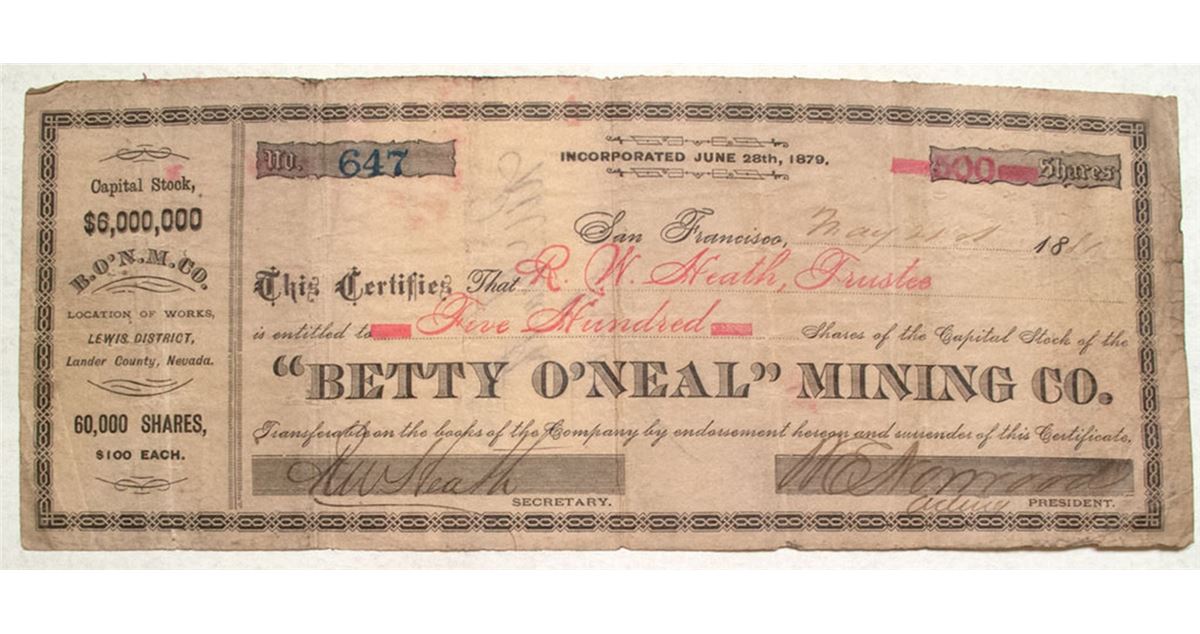 Capital Stock,
$6,000,000
B.O'N.M.CO.
LOCATION OF WORKS,
LEWIS DISTRICT,
Lander County, Nevada.
60,000 SHARES,
$100 EACH.
No. 647
INCORPORATED JUNE 28th, 1879.
500 Shares
San Francisco, May 18
This Certifies That R. W. Heath, Trustee
is entitled to Five Hundred Shares of the Capital Stock of the
"BETTY O'NEAL" MINING CO.
Transferable on the books of the Company by endorsement hereon and surrender of this Certificate.
Heath
SECRETARY.
PRESIDENT.